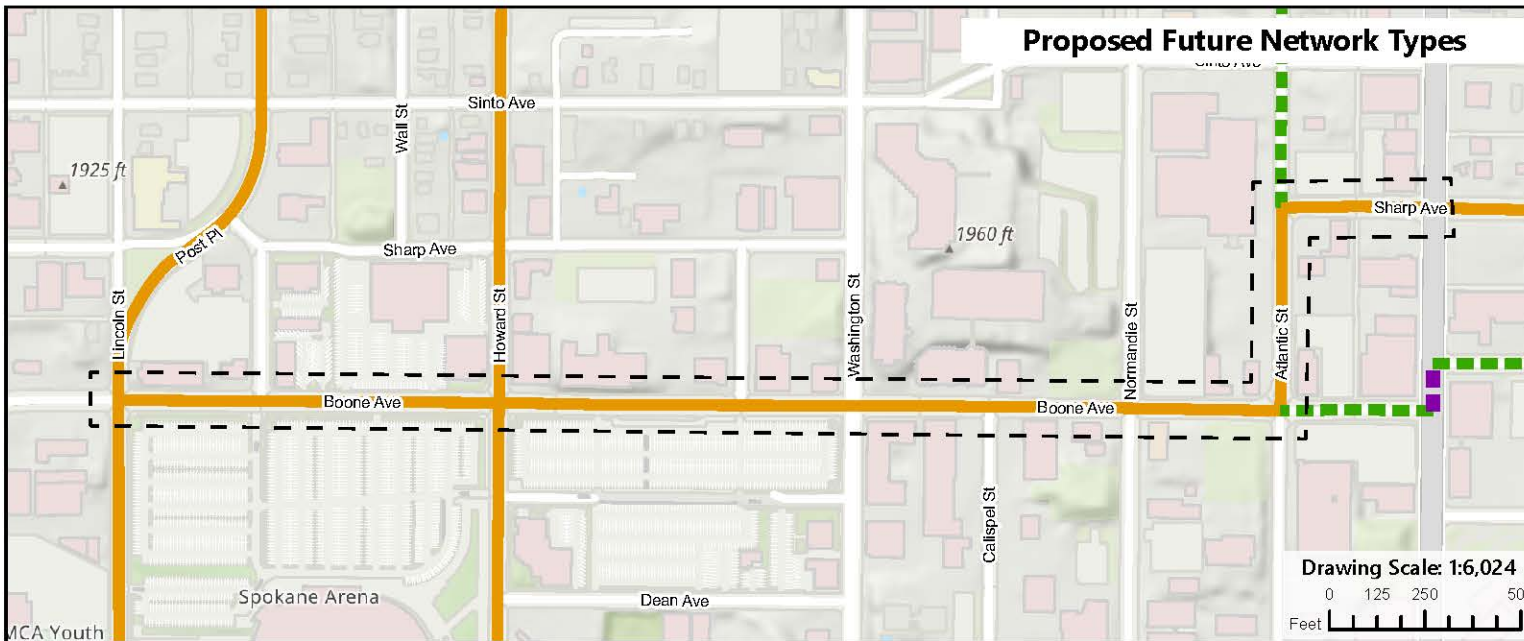 Proposed Future Network Types
Sinto Ave
Sinto Ave
Wall St
1925 ft
Post Pl
Sharp Ave
Sharp Ave
1960 ft
Lincoln St
Howard St
Washington St
Normandie St
Atlantic St
Boone Ave
Boone Ave
Calispel St
Spokane Arena
Dean Ave
MCA Youth
Drawing Scale: 1:6,024
0 125 250 50
Feet